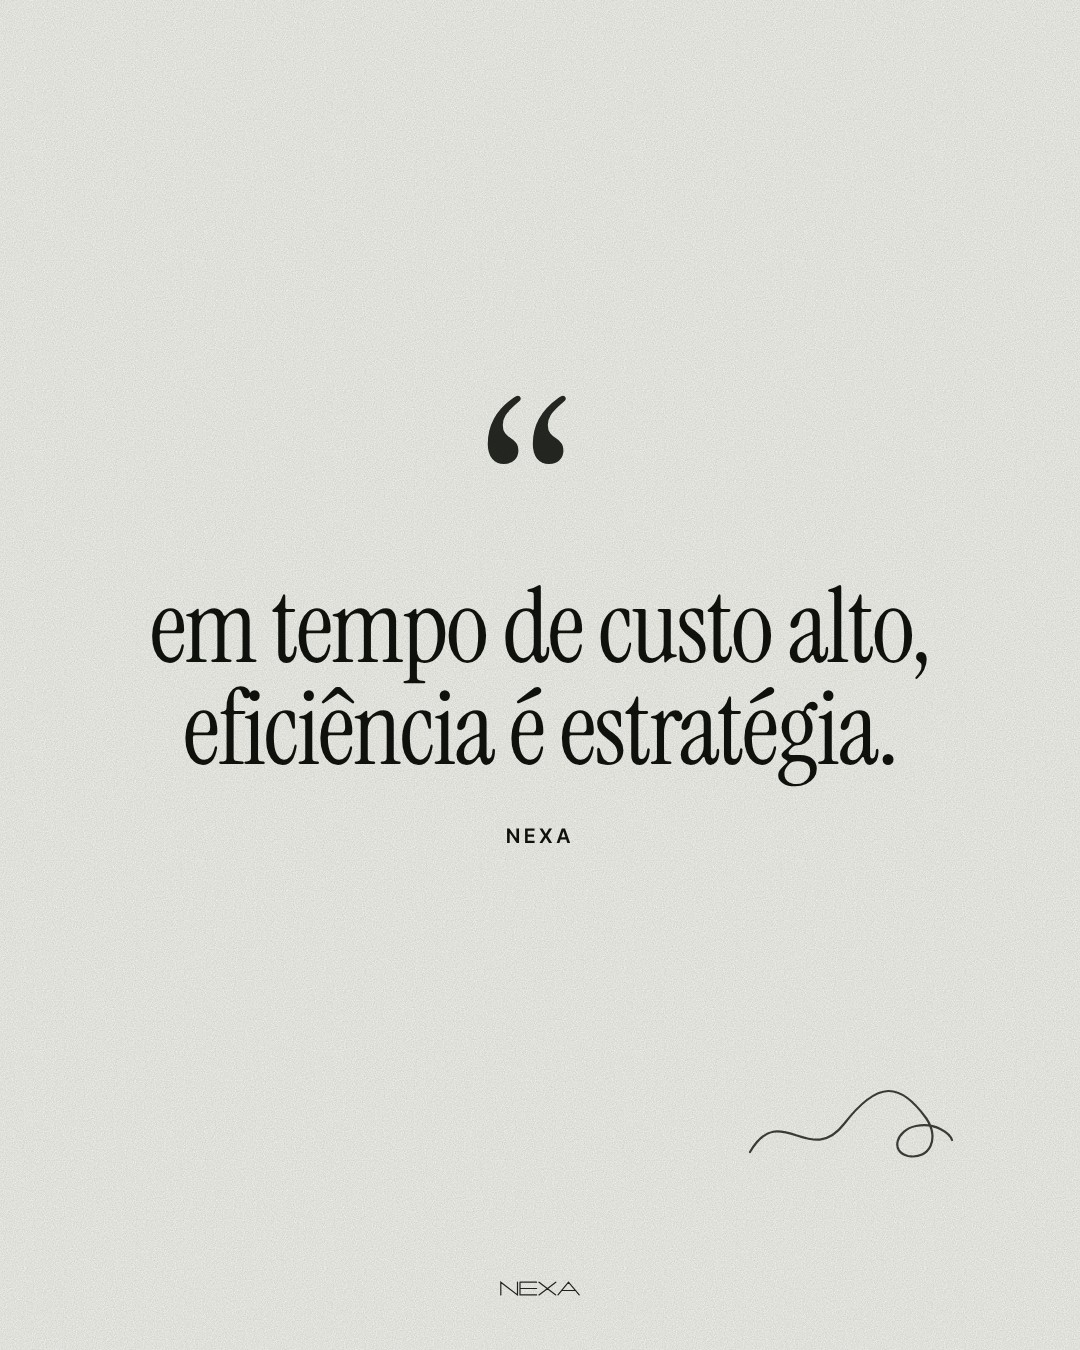 “
em tempo de custo alto,
eficiência é estratégia.
NEXA
NEXA